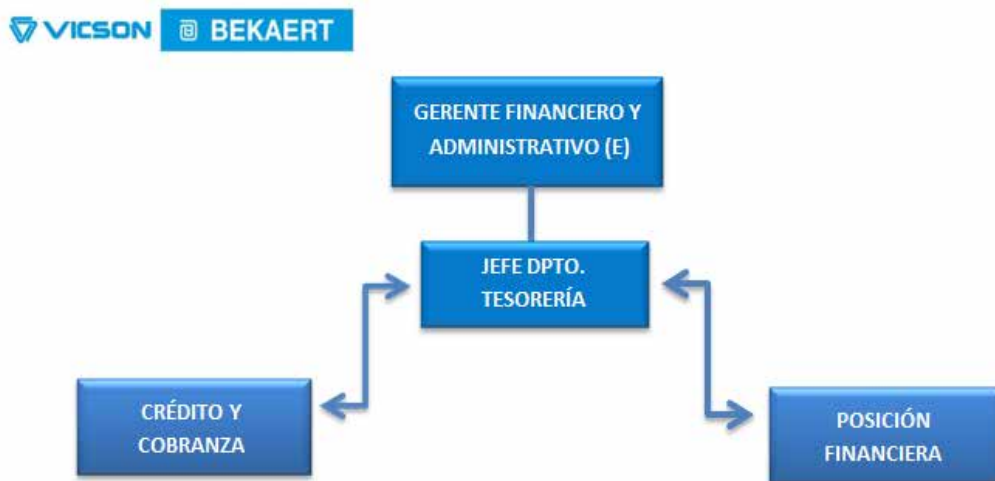 VICSON BEKAERT
GERENTE FINANCIERO Y
ADMINISTRATIVO (E)
JEFE DPTO.
TESORERÍA
CRÉDITO Y
COBRANZA
POSICIÓN
FINANCIERA